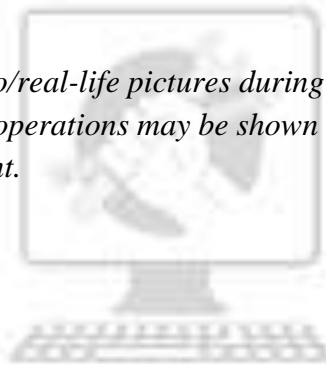 o/real-life pictures during
operations may be shown
nt.